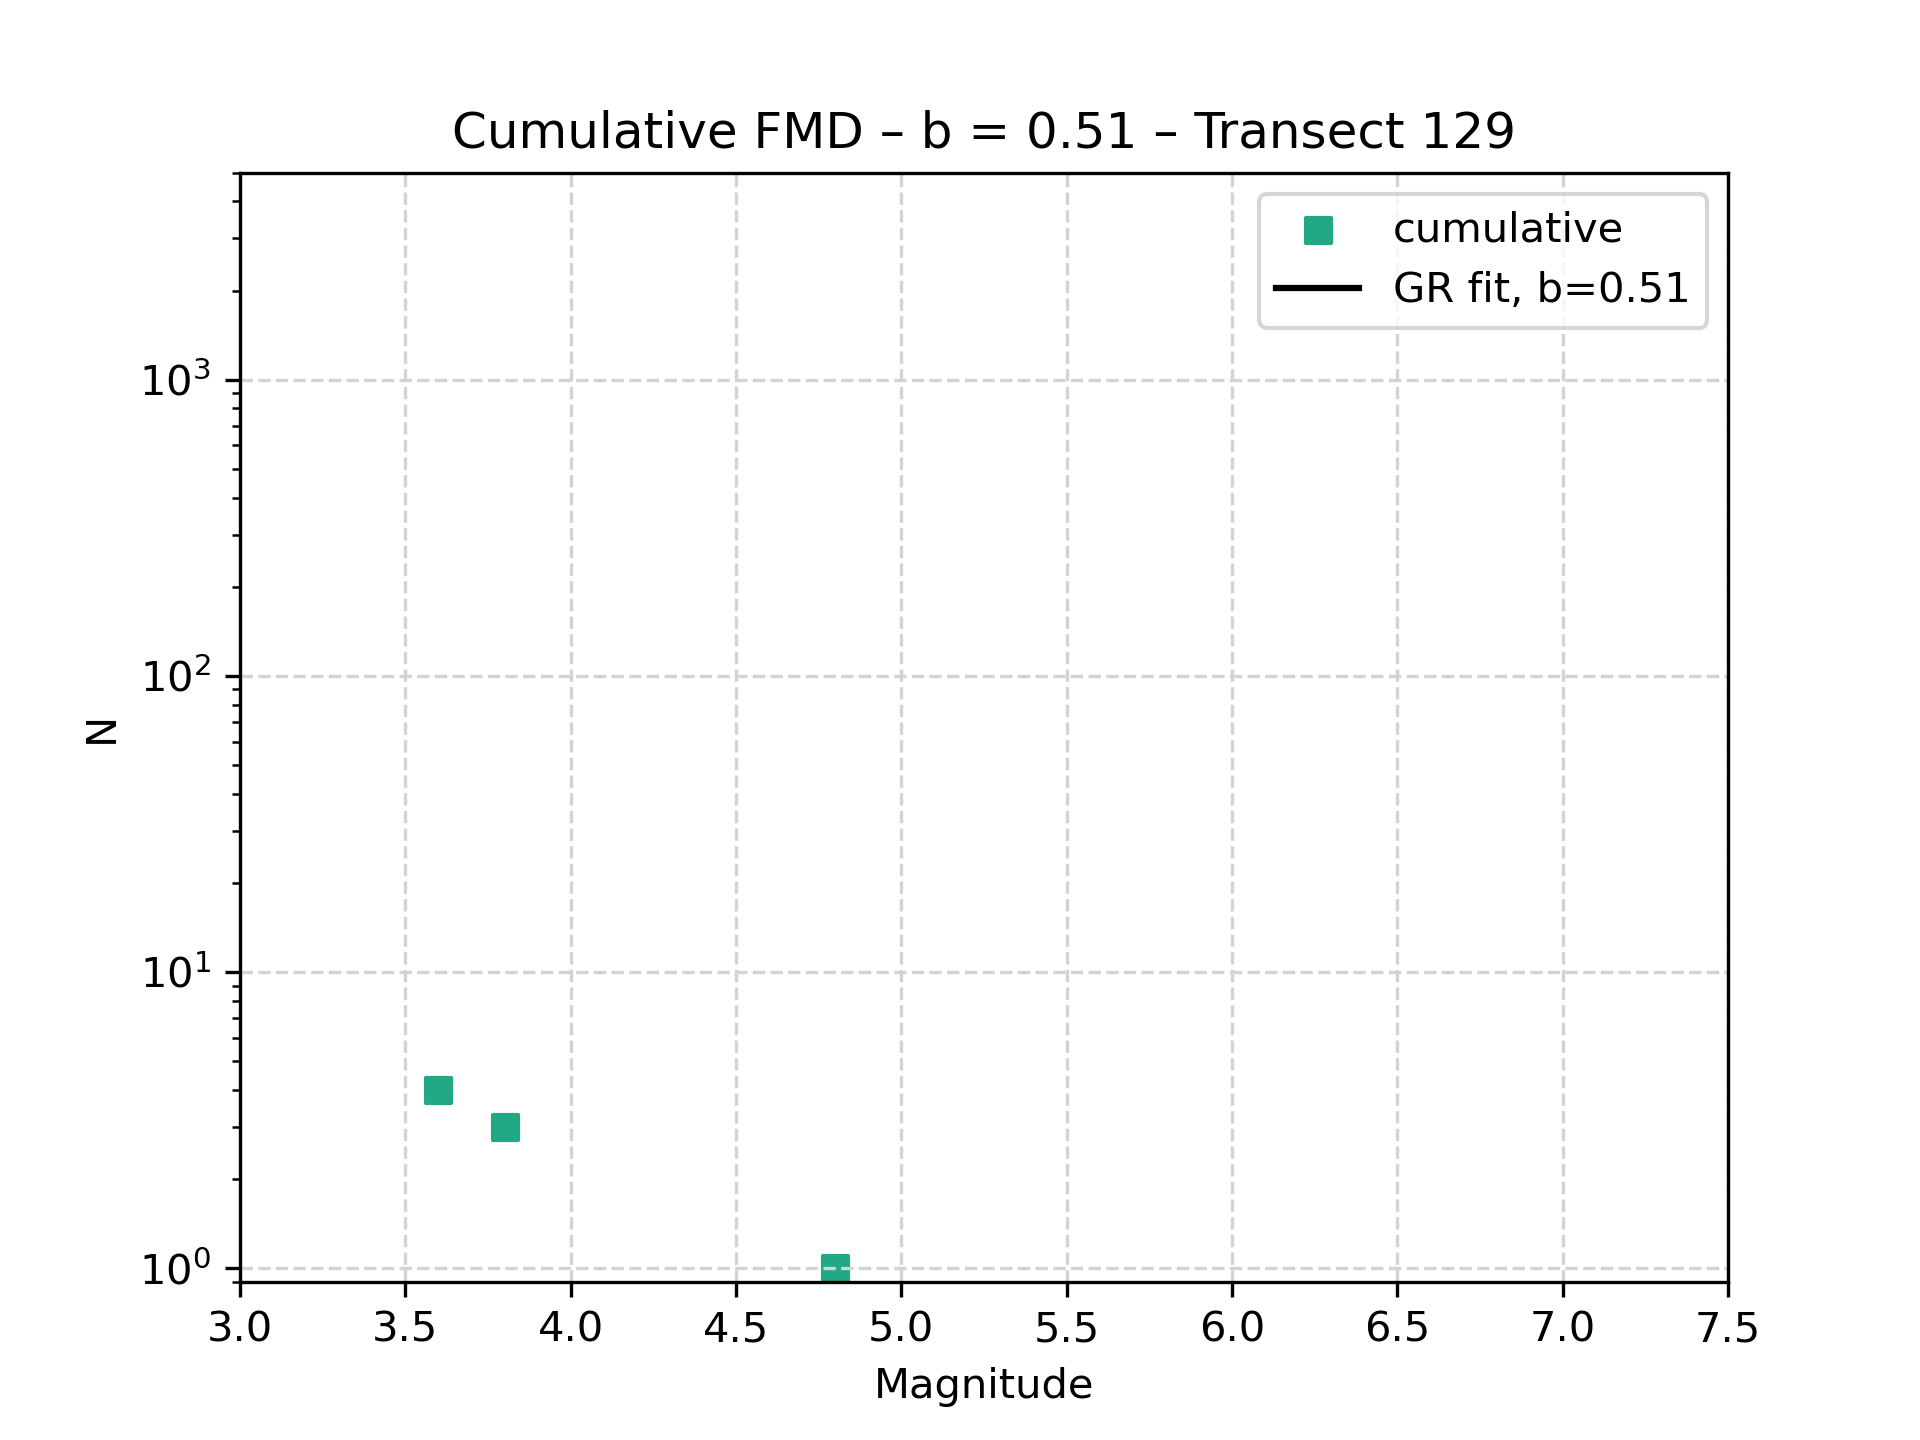 Cumulative FMD – b = 0.51 – Transect 129
cumulative
GR fit, b=0.51
10³
10²
N
10¹
10⁰
3.0 3.5 4.0 4.5 5.0 5.5 6.0 6.5 7.0 7.5
Magnitude